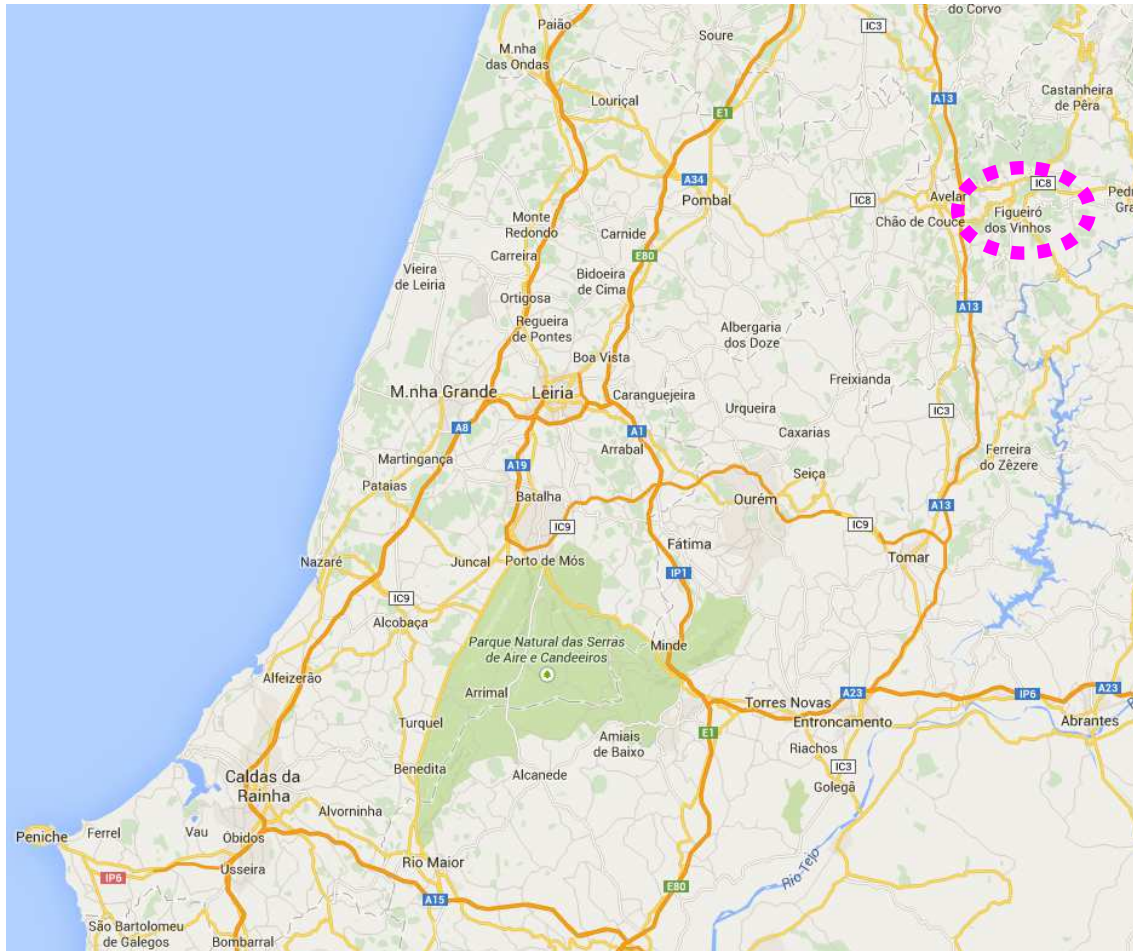 do Corvo
Paião
IC3
Soure
M.nha
das Ondas
Castanheira
de Pêra
Louriçal
A13
E1
A34
IC8
Avelar
Pombal
IC8
Chão de Couce
Figueiró
dos Vinhos
Monte
Redondo
Carnide
Carreira
E80
Vieira
de Leiria
Bidoeira
de Cima
Ortigosa
A13
Regueira
de Pontes
Albergaria
dos Doze
Boa Vista
Freixianda
M.nha Grande
Leiria
Caranguejeira
Urqueira
IC3
A8
A1
Caxarias
Arrabal
Ferreira
do Zêzere
Martingança
A19
Seiça
Pataias
Batalha
Ourém
A13
IC9
IC9
Fátima
Tomar
Nazaré
Juncal
Porto de Mós
IP1
IC9
Alcobaça
Parque Natural das Serras
de Aire e Candeeiros
Minde
Alfeizerão
Arrimal
A23
IP6
A23
Torres Novas
Turquel
Entroncamento
Abrantes
E1
Amiais
de Baixo
Riachos
IC3
Benedita
Alcanede
Golegã
Caldas da
Rainha
Alvorninha
Peniche
Ferrel
Vau
Óbidos
Rio Maior
Usseira
Rio Tejo
IP6
E80
A15
São Bartolomeu
de Galegos
Bombarral